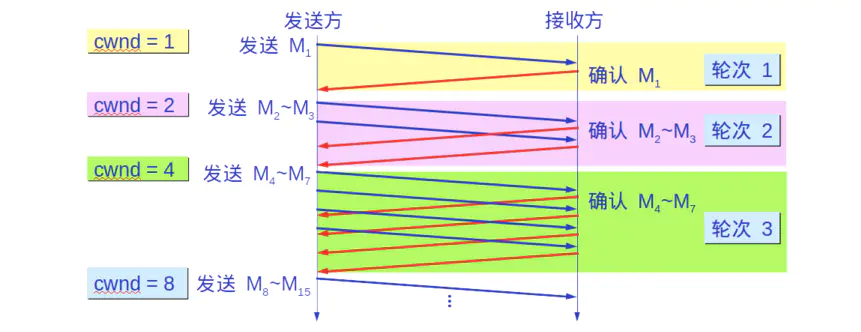 发送方 接收方
cwnd = 1 发送 M1 确认 M1 轮次 1
cwnd = 2 发送 M2~M3 确认 M2~M3 轮次 2
cwnd = 4 发送 M4~M7 确认 M4~M7 轮次 3
cwnd = 8 发送 M8~M15
⋮